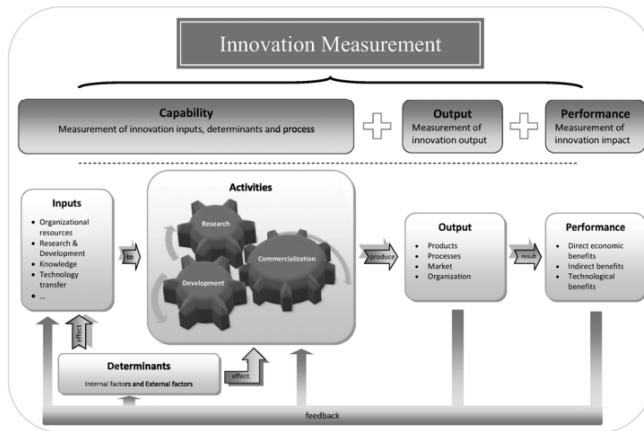 Innovation Measurement
Capability
Measurement of innovation inputs, determinants and process
Output
Measurement of
innovation output
Performance
Measurement of
innovation impact
Inputs
• Organizational
resources
• Research &
Development
• Knowledge
• Technology
transfer
• ...
to
Activities
Research
Development
Commercialization
produce
Output
• Products
• Processes
• Market
• Organization
result
Performance
• Direct economic
benefits
• Indirect benefits
• Technological
benefits
effect
Determinants
Internal factors and External factors
effect
feedback